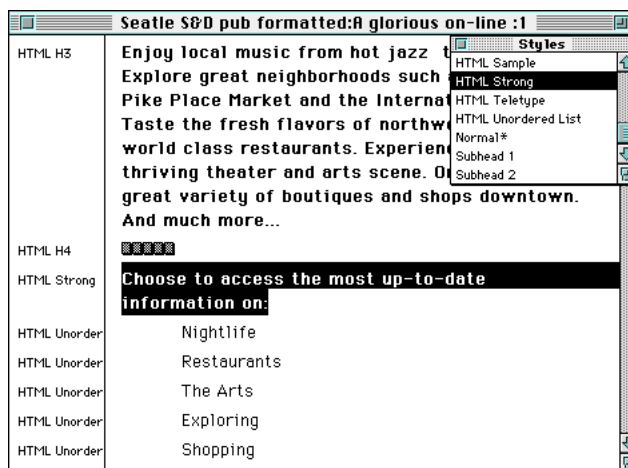 Seatle S&D pub formatted:A glorious on-line :1
HTML H3
Enjoy local music from hot jazz
Explore great neighborhoods such
Pike Place Market and the
Taste the fresh flavors of
world class restaurants.
thriving theater and arts scene.
great variety of boutiques and shops downtown.
And much more...
HTML H4
HTML Strong
Choose to access the most up-to-date
information on:
HTML Unorder
Nightlife
HTML Unorder
Restaurants
HTML Unorder
The Arts
HTML Unorder
Exploring
HTML Unorder
Shopping
Styles
HTML Sample
HTML Strong
HTML Teletype
HTML Unordered List
Normal*
Subhead 1
Subhead 2